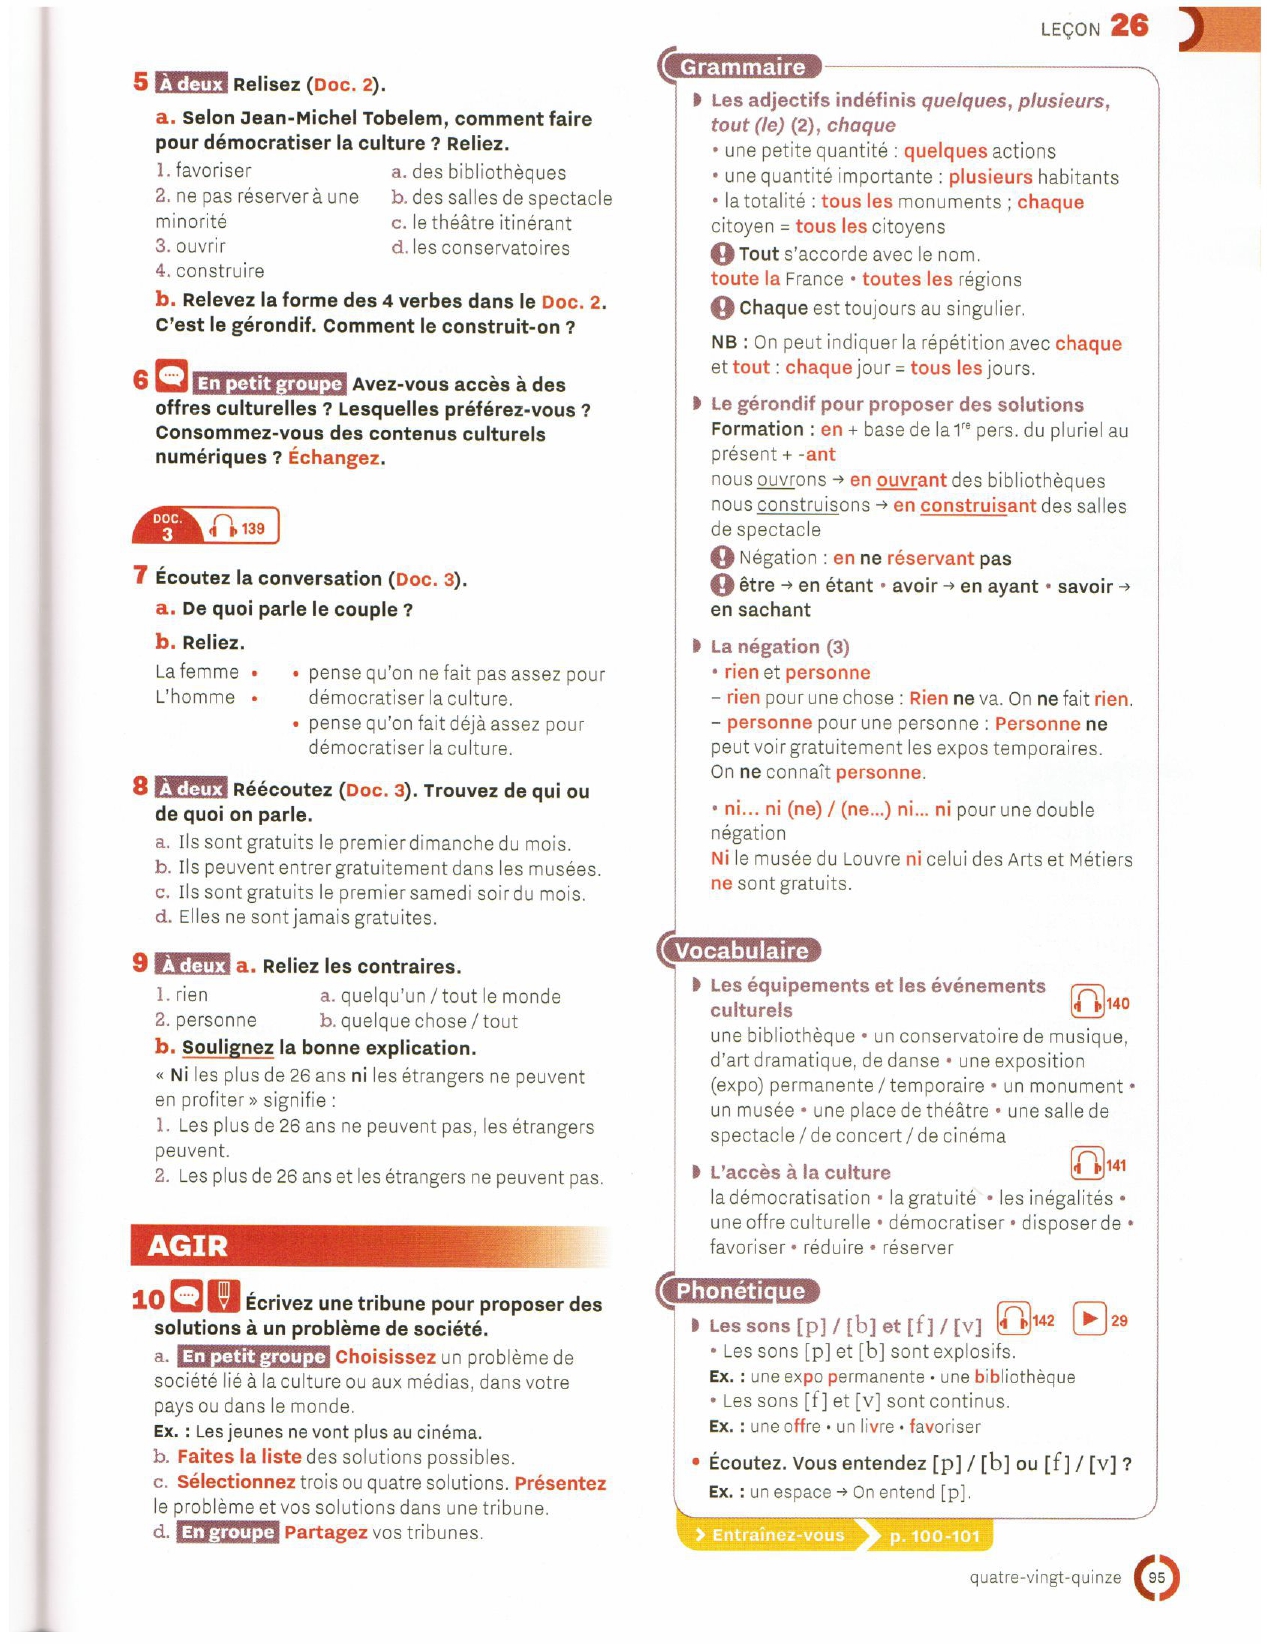 LEÇON 26
5 À deux Relisez (Doc. 2).
a. Selon Jean-Michel Tobelem, comment faire
pour démocratiser la culture ? Reliez.
1. favoriser
2. ne pas réserver à une
minorité
3. ouvrir
4. construire
a. des bibliothèques
b. des salles de spectacle
c. le théâtre itinérant
d. les conservatoires
b. Relevez la forme des 4 verbes dans le Doc. 2.
C'est le gérondif. Comment le construit-on ?
6 En petit groupe Avez-vous accès à des
offres culturelles ? Lesquelles préférez-vous ?
Consommez-vous des contenus culturels
numériques ? Échangez.
DOC.
3
139
7 Écoutez la conversation (Doc. 3).
a. De quoi parle le couple ?
b. Reliez.
La femme •
L'homme •
• pense qu'on ne fait pas assez pour
démocratiser la culture.
• pense qu'on fait déjà assez pour
démocratiser la culture.
8 À deux Réécoutez (Doc. 3). Trouvez de qui ou
de quoi on parle.
a. Ils sont gratuits le premier dimanche du mois.
b. Ils peuvent entrer gratuitement dans les musées.
c. Ils sont gratuits le premier samedi soir du mois.
d. Elles ne sont jamais gratuites.
9 À deux a. Reliez les contraires.
1. rien
2. personne
a. quelqu'un / tout le monde
b. quelque chose / tout
b. Soulignez la bonne explication.
« Ni les plus de 26 ans ni les étrangers ne peuvent
en profiter » signifie :
1. Les plus de 26 ans ne peuvent pas, les étrangers
peuvent.
2. Les plus de 26 ans et les étrangers ne peuvent pas.
AGIR
10 Écrivez une tribune pour proposer des
solutions à un problème de société.
a. En petit groupe Choisissez un problème de
société lié à la culture ou aux médias, dans votre
pays ou dans le monde.
Ex. : Les jeunes ne vont plus au cinéma.
b. Faites la liste des solutions possibles.
c. Sélectionnez trois ou quatre solutions. Présentez
le problème et vos solutions dans une tribune.
d. En groupe Partagez vos tribunes.
Grammaire
Les adjectifs indéfinis quelques, plusieurs,
tout (le) (2), chaque
• une petite quantité : quelques actions
• une quantité importante : plusieurs habitants
• la totalité : tous les monuments ; chaque
citoyen = tous les citoyens
! Tout s'accorde avec le nom.
toute la France • toutes les régions
! Chaque est toujours au singulier.
NB : On peut indiquer la répétition avec chaque
et tout : chaque jour = tous les jours.
Le gérondif pour proposer des solutions
Formation : en + base de la 1re pers. du pluriel au
présent + -ant
nous ouvrons → en ouvrant des bibliothèques
nous construisons → en construisant des salles
de spectacle
! Négation : en ne réservant pas
! être → en étant • avoir → en ayant • savoir →
en sachant
La négation (3)
• rien et personne
– rien pour une chose : Rien ne va. On ne fait rien.
– personne pour une personne : Personne ne
peut voir gratuitement les expos temporaires.
On ne connaît personne.
• ni... ni (ne) / (ne...) ni... ni pour une double
négation
Ni le musée du Louvre ni celui des Arts et Métiers
ne sont gratuits.
Vocabulaire
Les équipements et les événements
culturels
140
une bibliothèque • un conservatoire de musique,
d'art dramatique, de danse • une exposition
(expo) permanente / temporaire • un monument •
un musée • une place de théâtre • une salle de
spectacle / de concert / de cinéma
L'accès à la culture
141
la démocratisation • la gratuité • les inégalités •
une offre culturelle • démocratiser • disposer de •
favoriser • réduire • réserver
Phonétique
Les sons [p] / [b] et [f] / [v] 142 29
• Les sons [p] et [b] sont explosifs.
Ex. : une expo permanente • une bibliothèque
• Les sons [f] et [v] sont continus.
Ex. : une offre • un livre • favoriser
• Écoutez. Vous entendez [p] / [b] ou [f] / [v] ?
Ex. : un espace → On entend [p].
> Entraînez-vous p. 100-101
quatre-vingt-quinze 95